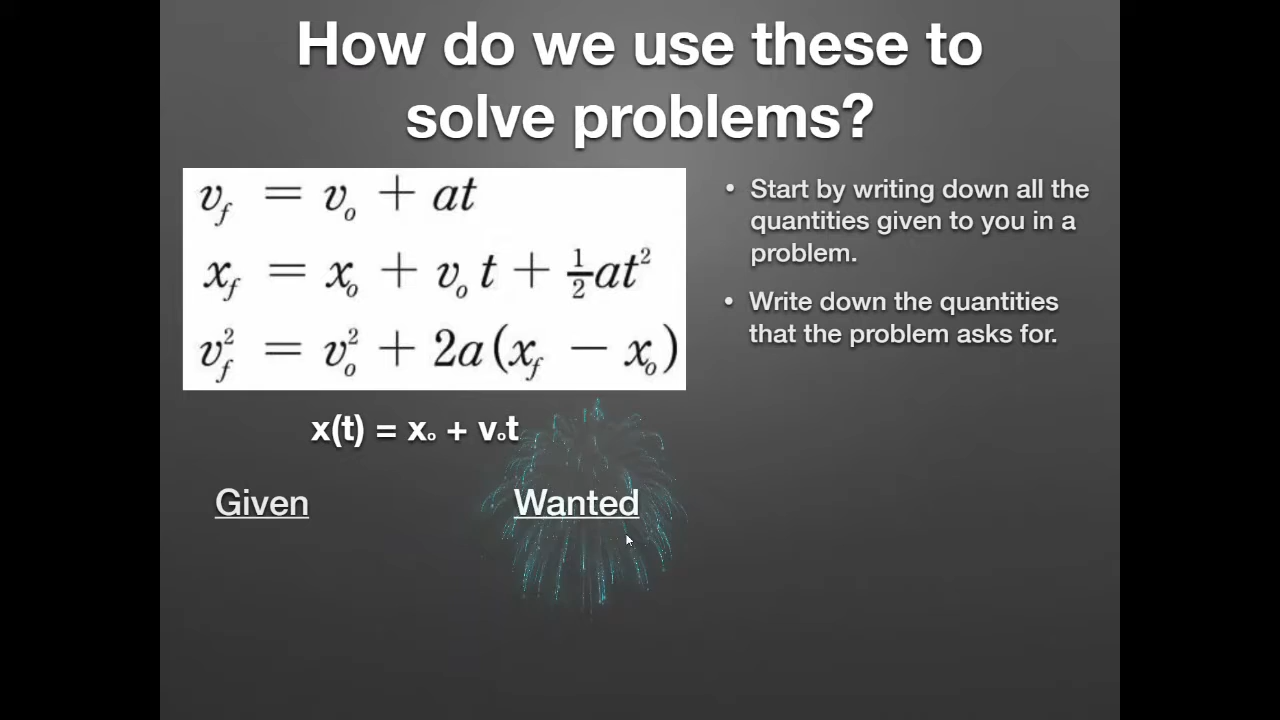 How do we use these to
solve problems?
v_f = v_o + at
x_f = x_o + v_o t + ½at²
v_f² = v_o² + 2a(x_f − x_o)
x(t) = x₀ + v₀t
Given
Wanted
• Start by writing down all the
quantities given to you in a
problem.
• Write down the quantities
that the problem asks for.